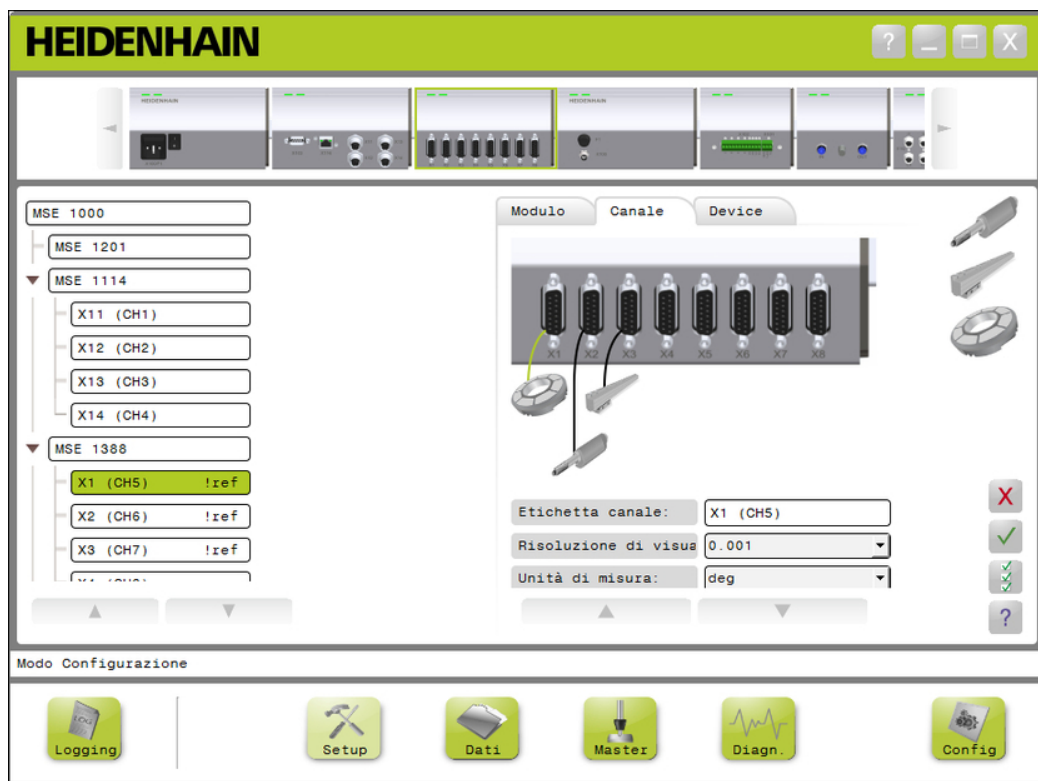 HEIDENHAIN
? _ X
HEIDENHAIN
HEIDENHAIN
MSE 1000
MSE 1201
MSE 1114
X11 (CH1)
X12 (CH2)
X13 (CH3)
X14 (CH4)
MSE 1388
X1 (CH5) !ref
X2 (CH6) !ref
X3 (CH7) !ref
Modulo Canale Device
X1 X2 X3 X4 X5 X6 X7 X8
Etichetta canale: X1 (CH5)
Risoluzione di visua 0.001
Unità di misura: deg
X
?
Modo Configurazione
LOG
Logging
Setup
Dati
Master
Diagn.
Config